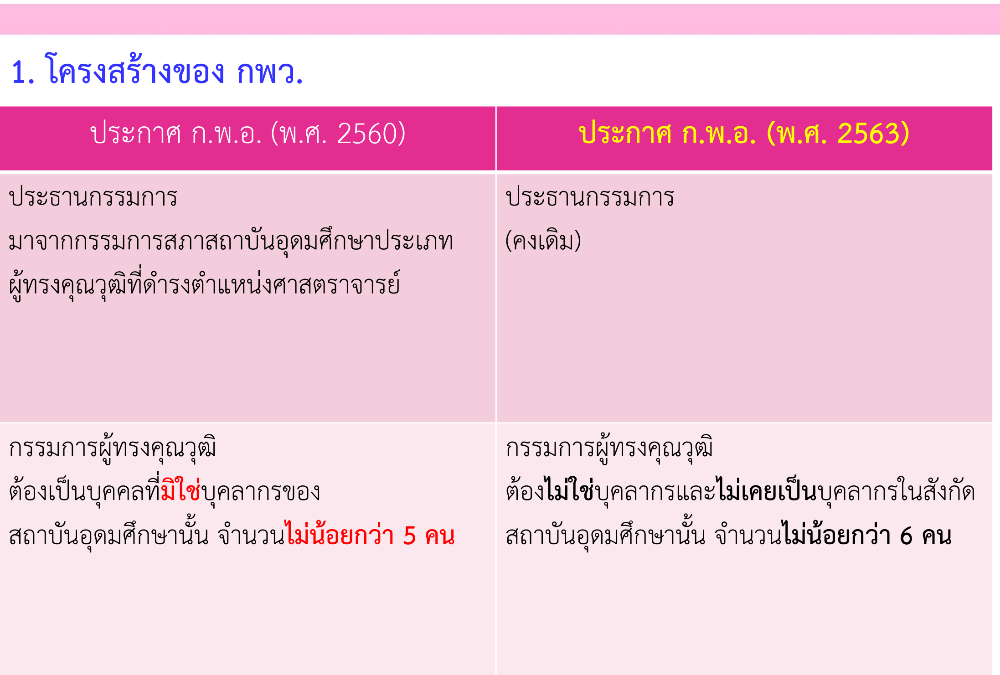 1. โครงสร้างของ กพว.
ประกาศ ก.พ.อ. (พ.ศ. 2560)
ประกาศ ก.พ.อ. (พ.ศ. 2563)
ประธานกรรมการ
มาจากกรรมการสภาสถาบันอุดมศึกษาประเภท
ผู้ทรงคุณวุฒิที่ดำรงตำแหน่งศาสตราจารย์
ประธานกรรมการ
(คงเดิม)
กรรมการผู้ทรงคุณวุฒิ
ต้องเป็นบุคคลที่มิใช่บุคลากรของ
สถาบันอุดมศึกษานั้น จำนวนไม่น้อยกว่า 5 คน
กรรมการผู้ทรงคุณวุฒิ
ต้องไม่ใช่บุคลากรและไม่เคยเป็นบุคลากรในสังกัด
สถาบันอุดมศึกษานั้น จำนวนไม่น้อยกว่า 6 คน